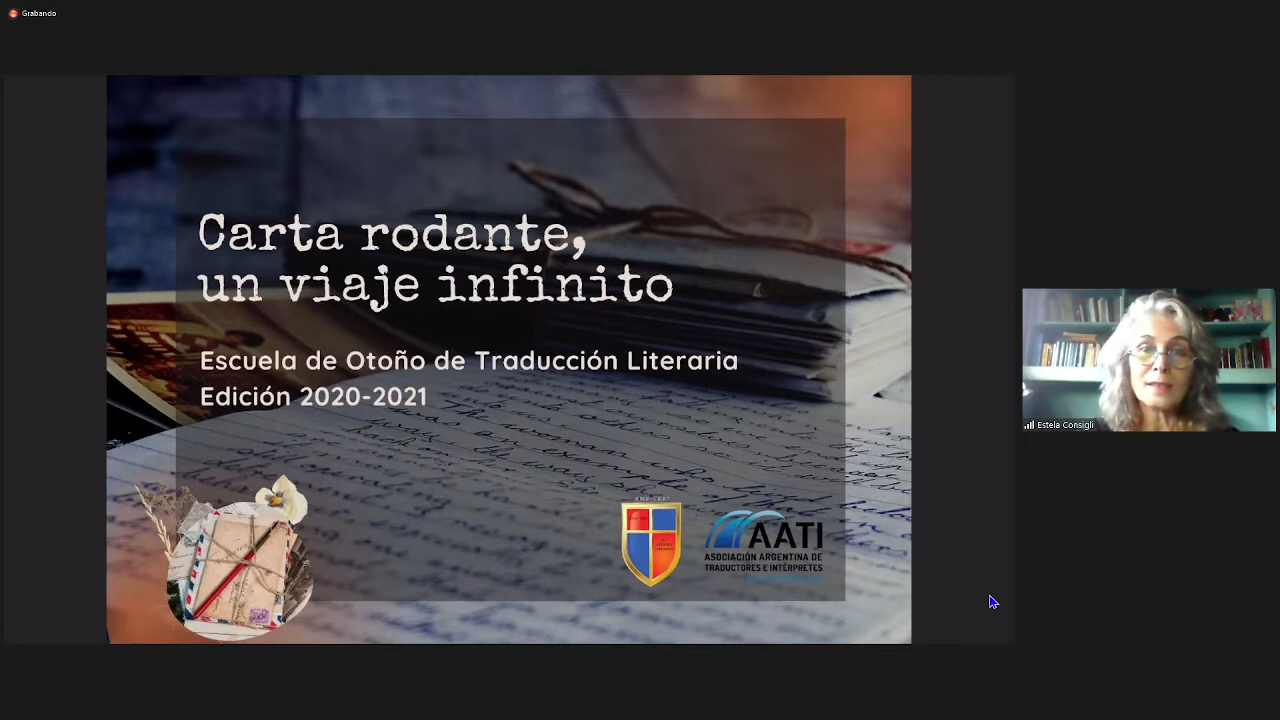 Grabando
Carta rodante,
un viaje infinito
Escuela de Otoño de Traducción Literaria
Edición 2020-2021
AATI
ASOCIACIÓN ARGENTINA DE
TRADUCTORES E INTÉRPRETES
Estela Consigli